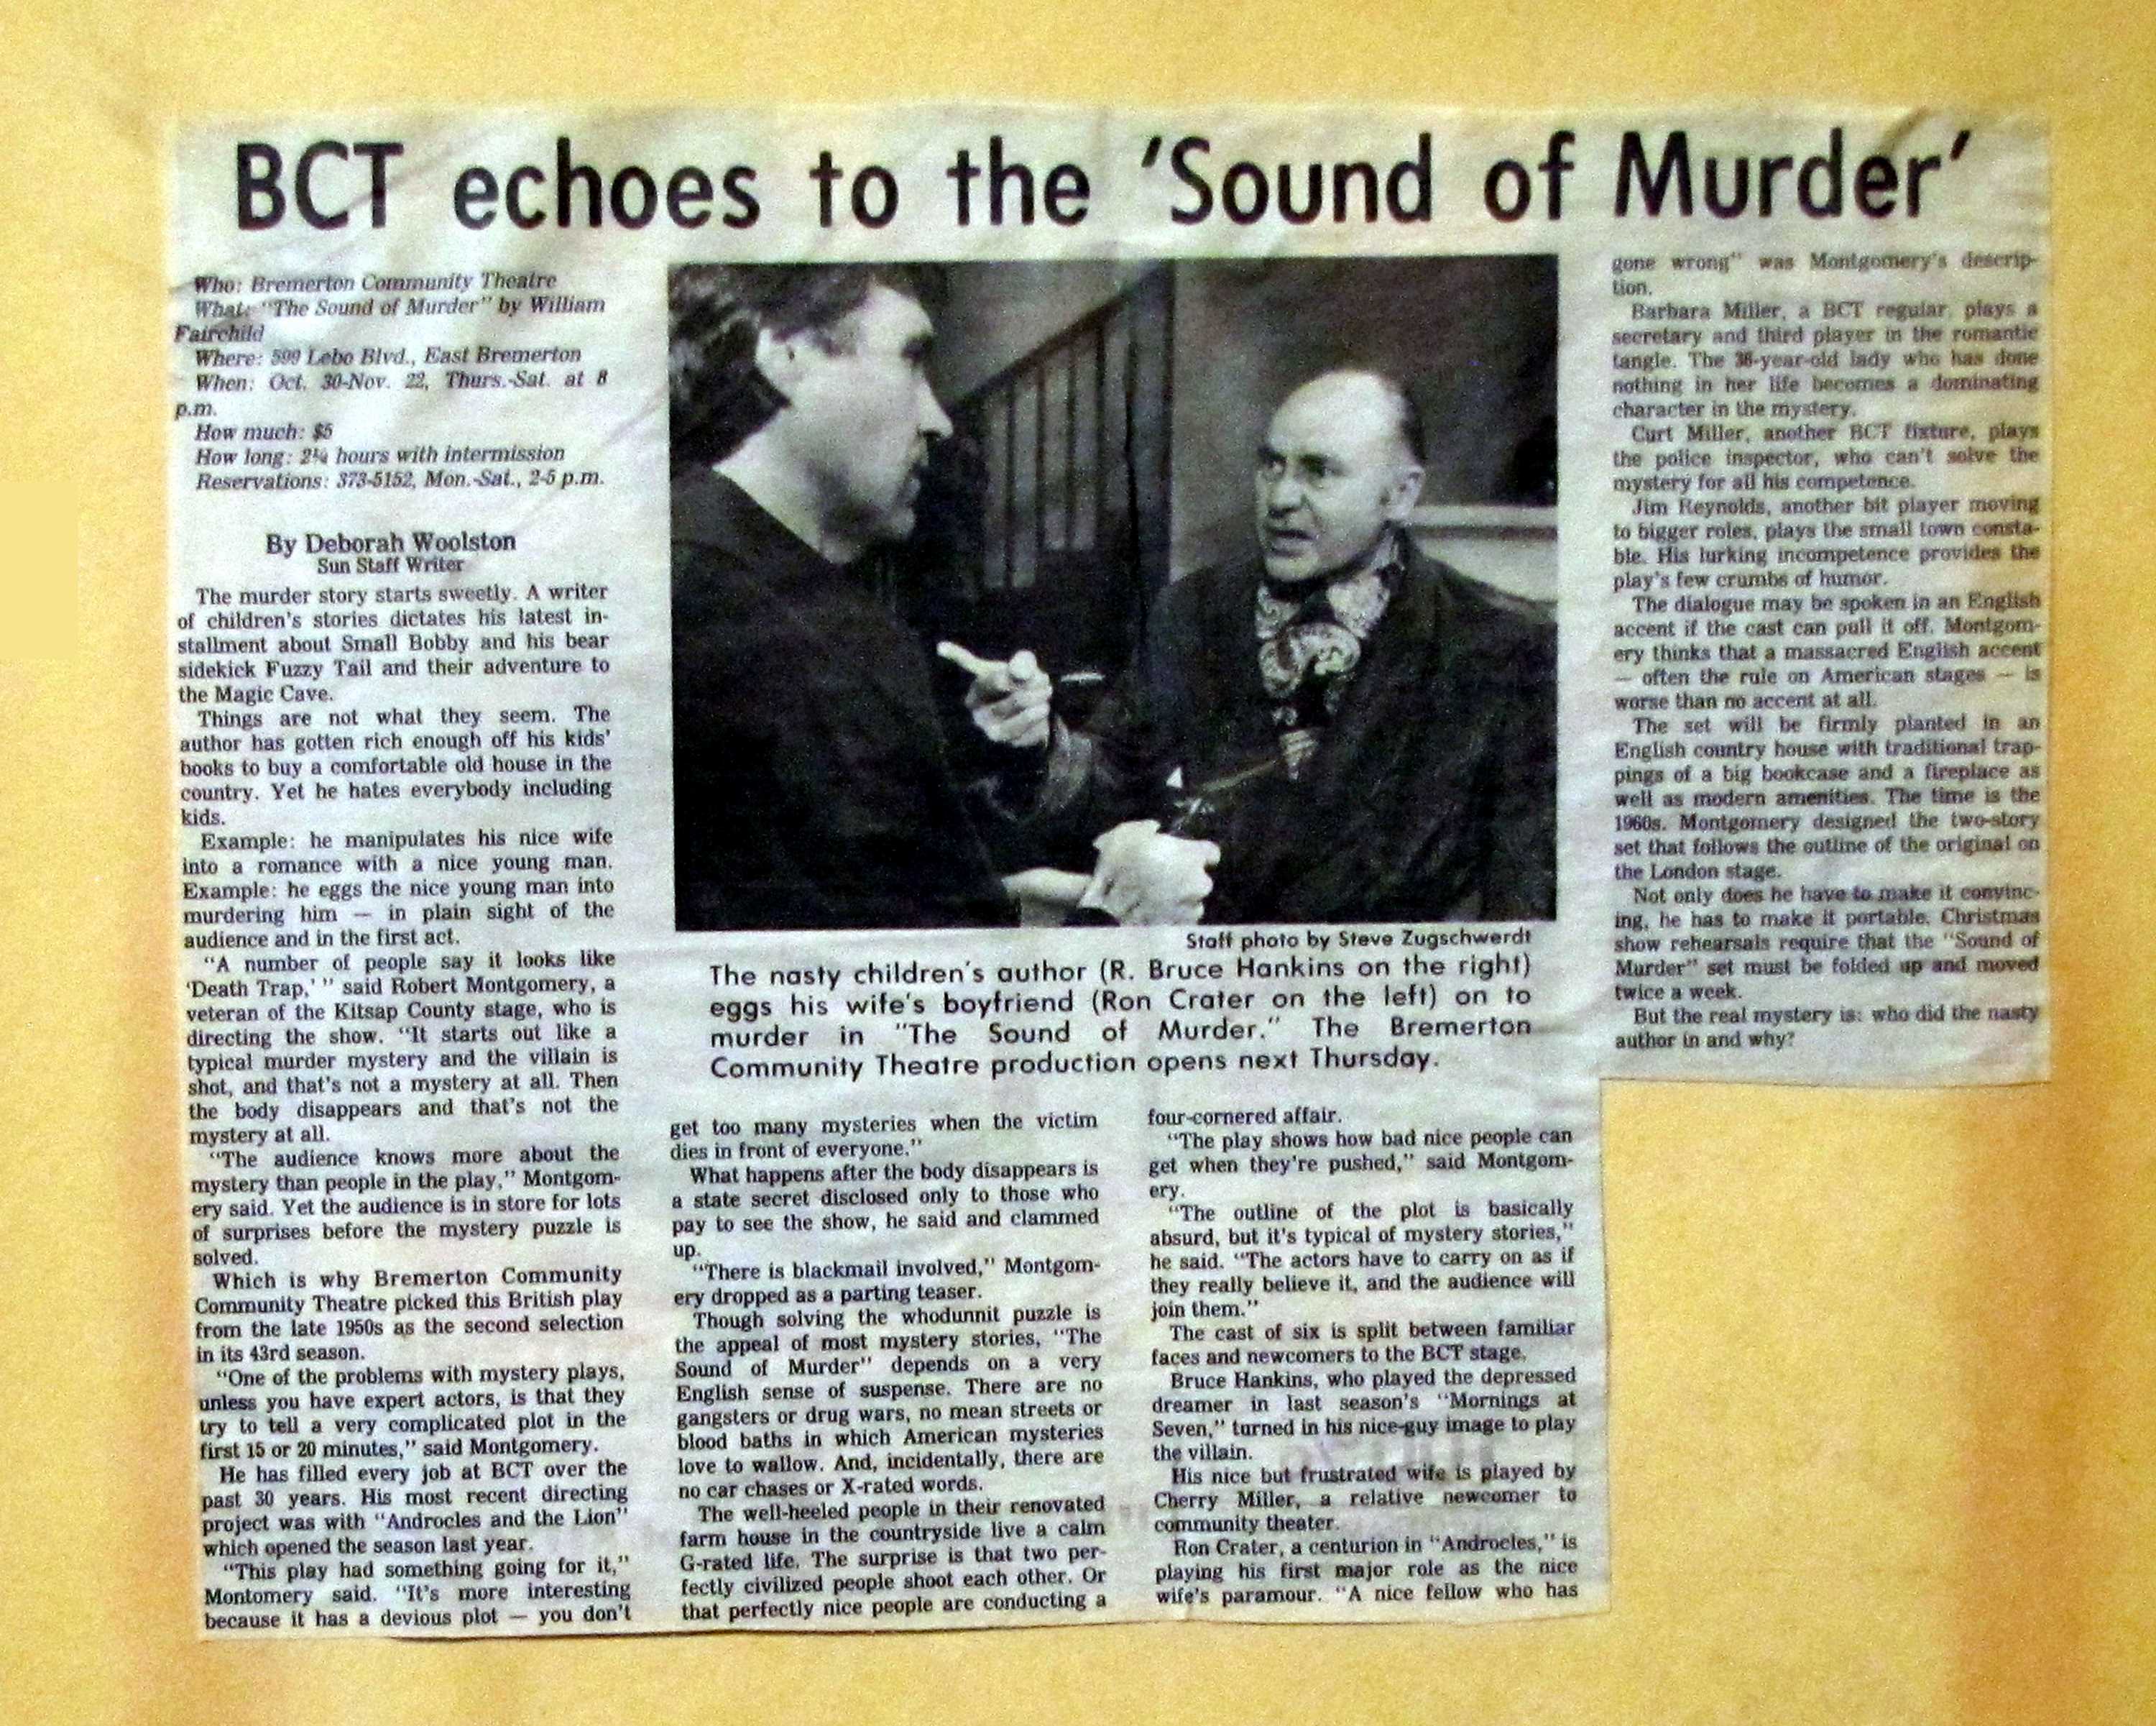 BCT echoes to the 'Sound of Murder'
Who: Bremerton Community Theatre
What: "The Sound of Murder" by William
Fairchild
Where: 599 Lebo Blvd., East Bremerton
When: Oct. 30-Nov. 22, Thurs.-Sat. at 8
p.m.
How much: $5
How long: 2¼ hours with intermission
Reservations: 373-5152, Mon.-Sat., 2-5 p.m.
By Deborah Woolston
Sun Staff Writer
The murder story starts sweetly. A writer
of children's stories dictates his latest in-
stallment about Small Bobby and his bear
sidekick Fuzzy Tail and their adventure to
the Magic Cave.
Things are not what they seem. The
author has gotten rich enough off his kids'
books to buy a comfortable old house in the
country. Yet he hates everybody including
kids.
Example: he manipulates his nice wife
into a romance with a nice young man.
Example: he eggs the nice young man into
murdering him — in plain sight of the
audience and in the first act.
"A number of people say it looks like
'Death Trap,' " said Robert Montgomery, a
veteran of the Kitsap County stage, who is
directing the show. "It starts out like a
typical murder mystery and the villain is
shot, and that's not a mystery at all. Then
the body disappears and that's not the
mystery at all.
"The audience knows more about the
mystery than people in the play," Montgom-
ery said. Yet the audience is in store for lots
of surprises before the mystery puzzle is
solved.
Which is why Bremerton Community
Community Theatre picked this British play
from the late 1950s as the second selection
in its 43rd season.
"One of the problems with mystery plays,
unless you have expert actors, is that they
try to tell a very complicated plot in the
first 15 or 20 minutes," said Montgomery.
He has filled every job at BCT over the
past 30 years. His most recent directing
project was with "Androcles and the Lion"
which opened the season last year.
"This play had something going for it,"
Montomery said. "It's more interesting
because it has a devious plot — you don't
Staff photo by Steve Zugschwerdt
The nasty children's author (R. Bruce Hankins on the right)
eggs his wife's boyfriend (Ron Crater on the left) on to
murder in "The Sound of Murder." The Bremerton
Community Theatre production opens next Thursday.
get too many mysteries when the victim
dies in front of everyone."
What happens after the body disappears is
a state secret disclosed only to those who
pay to see the show, he said and clammed
up.
"There is blackmail involved," Montgom-
ery dropped as a parting teaser.
Though solving the whodunnit puzzle is
the appeal of most mystery stories, "The
Sound of Murder" depends on a very
English sense of suspense. There are no
gangsters or drug wars, no mean streets or
blood baths in which American mysteries
love to wallow. And, incidentally, there are
no car chases or X-rated words.
The well-heeled people in their renovated
farm house in the countryside live a calm
G-rated life. The surprise is that two per-
fectly civilized people shoot each other. Or
that perfectly nice people are conducting a
four-cornered affair.
"The play shows how bad nice people can
get when they're pushed," said Montgom-
ery.
"The outline of the plot is basically
absurd, but it's typical of mystery stories,"
he said. "The actors have to carry on as if
they really believe it, and the audience will
join them."
The cast of six is split between familiar
faces and newcomers to the BCT stage.
Bruce Hankins, who played the depressed
dreamer in last season's "Mornings at
Seven," turned in his nice-guy image to play
the villain.
His nice but frustrated wife is played by
Cherry Miller, a relative newcomer to
community theater.
Ron Crater, a centurion in "Androcles," is
playing his first major role as the nice
wife's paramour. "A nice fellow who has
gone wrong" was Montgomery's descrip-
tion.
Barbara Miller, a BCT regular, plays a
secretary and third player in the romantic
tangle. The 36-year-old lady who has done
nothing in her life becomes a dominating
character in the mystery.
Curt Miller, another BCT fixture, plays
the police inspector, who can't solve the
mystery for all his competence.
Jim Reynolds, another bit player moving
to bigger roles, plays the small town consta-
ble. His lurking incompetence provides the
play's few crumbs of humor.
The dialogue may be spoken in an English
accent if the cast can pull it off. Montgom-
ery thinks that a massacred English accent
— often the rule on American stages — is
worse than no accent at all.
The set will be firmly planted in an
English country house with traditional trap-
pings of a big bookcase and a fireplace as
well as modern amenities. The time is the
1960s. Montgomery designed the two-story
set that follows the outline of the original on
the London stage.
Not only does he have to make it convinc-
ing, he has to make it portable. Christmas
show rehearsals require that the "Sound of
Murder" set must be folded up and moved
twice a week.
But the real mystery is: who did the nasty
author in and why?